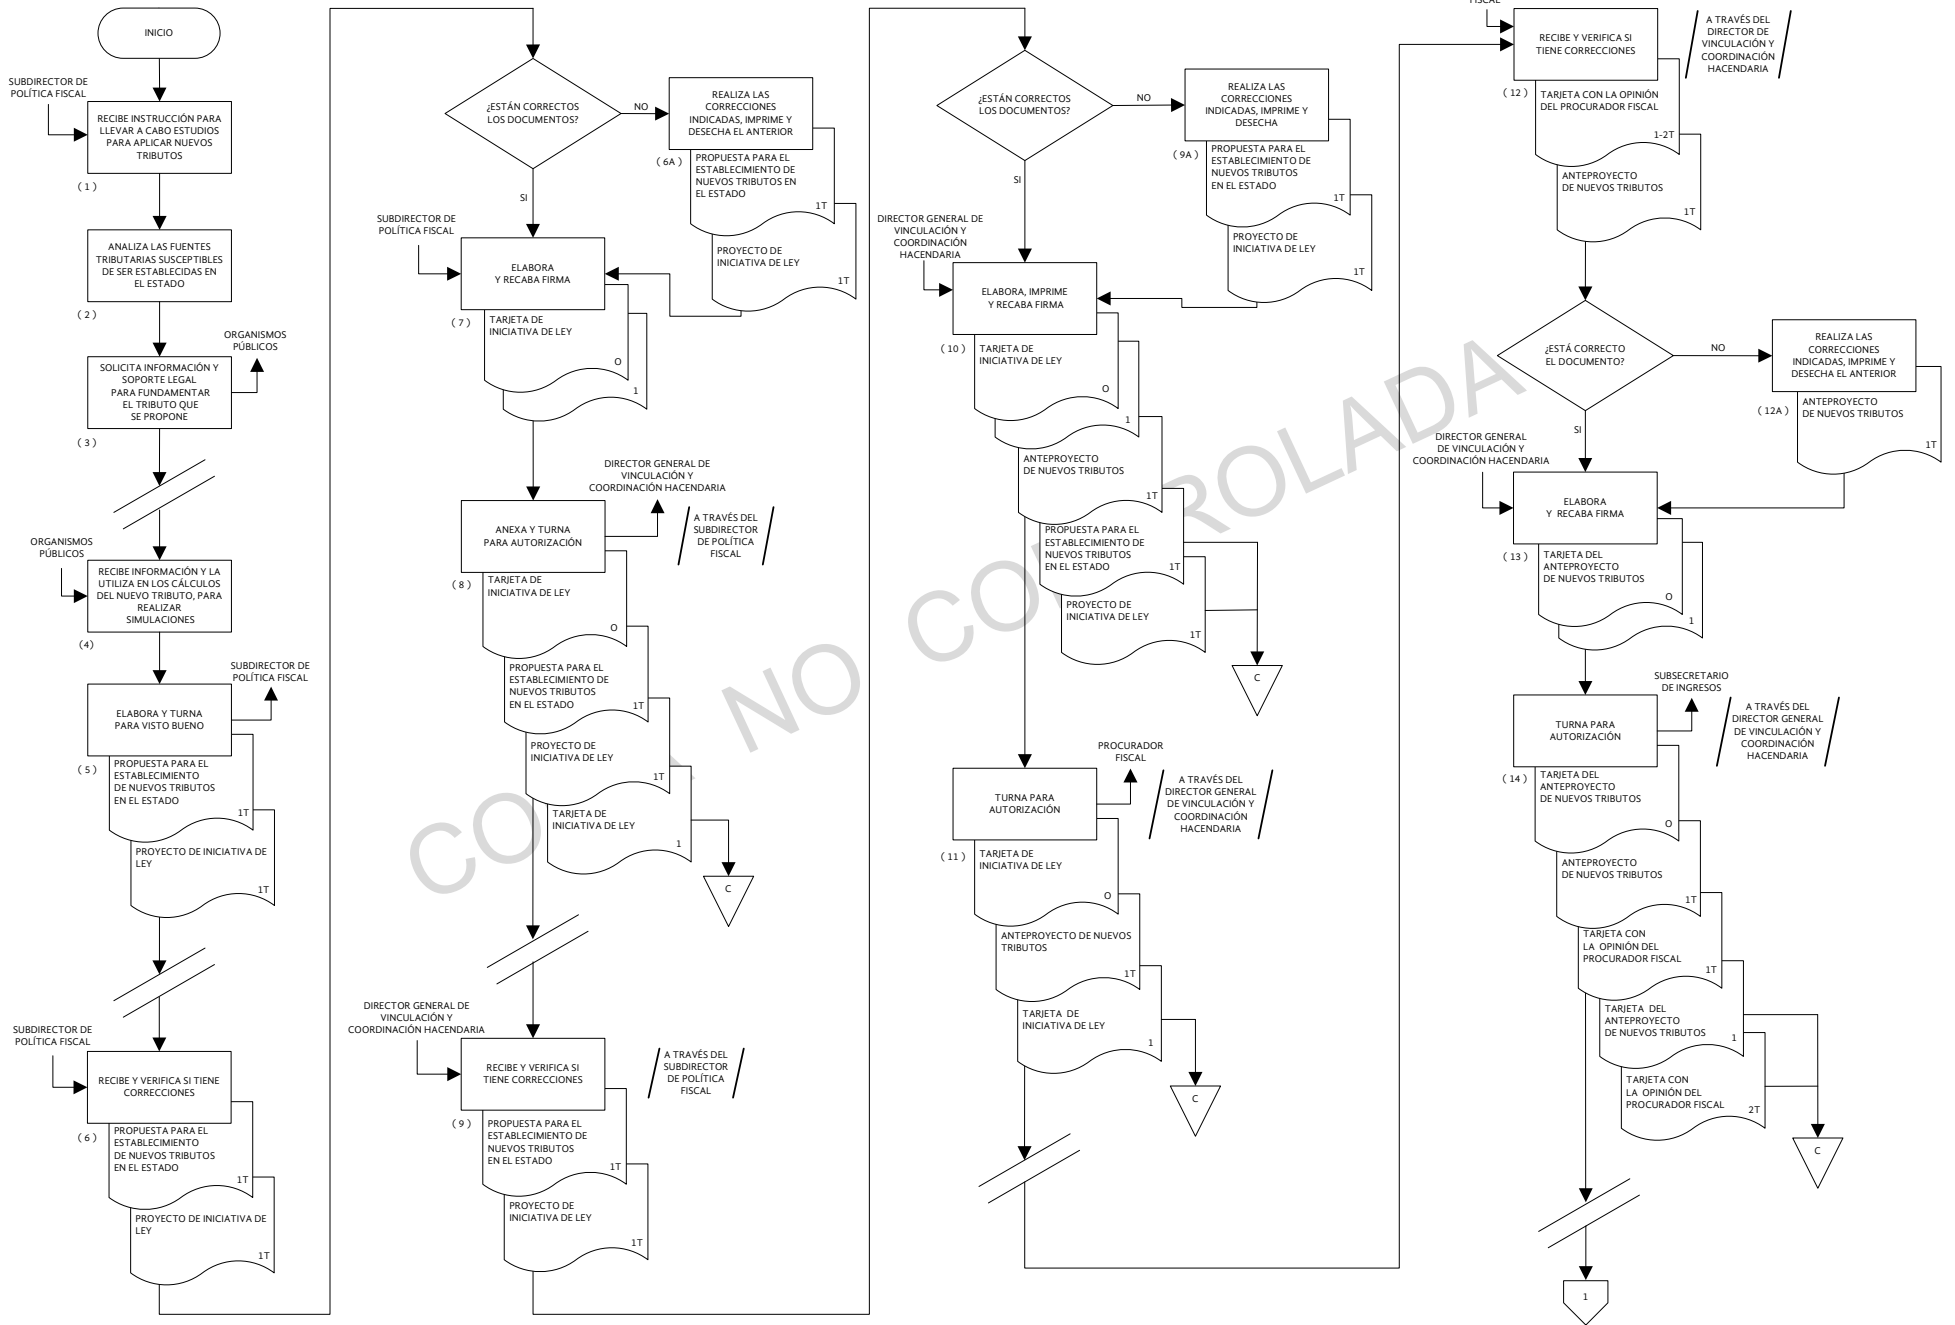 INICIO
SUBDIRECTOR DE
POLÍTICA FISCAL
RECIBE INSTRUCCIÓN PARA
LLEVAR A CABO ESTUDIOS
PARA APLICAR NUEVOS
TRIBUTOS
( 1 )
ANALIZA LAS FUENTES
TRIBUTARIAS SUSCEPTIBLES
DE SER ESTABLECIDAS EN
EL ESTADO
( 2 )
ORGANISMOS
PÚBLICOS
SOLICITA INFORMACIÓN Y
SOPORTE LEGAL
PARA FUNDAMENTAR
EL TRIBUTO QUE
SE PROPONE
( 3 )
ORGANISMOS
PÚBLICOS
RECIBE INFORMACIÓN Y LA
UTILIZA EN LOS CÁLCULOS
DEL NUEVO TRIBUTO, PARA
REALIZAR
SIMULACIONES
(4)
SUBDIRECTOR DE
POLÍTICA FISCAL
ELABORA Y TURNA
PARA VISTO BUENO
( 5 )
PROPUESTA PARA EL
ESTABLECIMIENTO
DE NUEVOS TRIBUTOS
EN EL ESTADO
1T
PROYECTO DE INICIATIVA DE
LEY
1T
SUBDIRECTOR DE
POLÍTICA FISCAL
RECIBE Y VERIFICA SI TIENE
CORRECCIONES
( 6 )
PROPUESTA PARA EL
ESTABLECIMIENTO
DE NUEVOS TRIBUTOS
EN EL ESTADO
1T
PROYECTO DE INICIATIVA DE
LEY
1T
¿ESTÁN CORRECTOS
LOS DOCUMENTOS?
NO
SI
REALIZA LAS
CORRECCIONES
INDICADAS, IMPRIME Y
DESECHA EL ANTERIOR
( 6A )
PROPUESTA PARA EL
ESTABLECIMIENTO DE
NUEVOS TRIBUTOS EN
EL ESTADO
1T
PROYECTO DE
INICIATIVA DE LEY
1T
SUBDIRECTOR DE
POLÍTICA FISCAL
ELABORA
Y RECABA FIRMA
( 7 )
TARJETA DE
INICIATIVA DE LEY
O
1
DIRECTOR GENERAL DE
VINCULACIÓN Y
COORDINACIÓN HACENDARIA
ANEXA Y TURNA
PARA AUTORIZACIÓN
A TRAVÉS DEL
SUBDIRECTOR
DE POLÍTICA
FISCAL
( 8 )
TARJETA DE
INICIATIVA DE LEY
O
PROPUESTA PARA EL
ESTABLECIMIENTO DE
NUEVOS TRIBUTOS
EN EL ESTADO
1T
PROYECTO DE
INICIATIVA DE LEY
1T
TARJETA DE
INICIATIVA DE LEY
1
C
DIRECTOR GENERAL DE
VINCULACIÓN Y
COORDINACIÓN HACENDARIA
RECIBE Y VERIFICA SI
TIENE CORRECCIONES
A TRAVÉS DEL
SUBDIRECTOR
DE POLÍTICA
FISCAL
( 9 )
PROPUESTA PARA EL
ESTABLECIMIENTO DE
NUEVOS TRIBUTOS
EN EL ESTADO
1T
PROYECTO DE
INICIATIVA DE LEY
1T
¿ESTÁN CORRECTOS
LOS DOCUMENTOS?
NO
SI
REALIZA LAS
CORRECCIONES
INDICADAS, IMPRIME Y
DESECHA
( 9A )
PROPUESTA PARA EL
ESTABLECIMIENTO DE
NUEVOS TRIBUTOS
EN EL ESTADO
1T
PROYECTO DE
INICIATIVA DE LEY
1T
DIRECTOR GENERAL DE
VINCULACIÓN Y
COORDINACIÓN
HACENDARIA
ELABORA, IMPRIME
Y RECABA FIRMA
( 10 )
TARJETA DE
INICIATIVA DE LEY
O
1
ANTEPROYECTO
DE NUEVOS TRIBUTOS
1T
PROPUESTA PARA EL
ESTABLECIMIENTO DE
NUEVOS TRIBUTOS
EN EL ESTADO
1T
PROYECTO DE
INICIATIVA DE LEY
1T
C
PROCURADOR
FISCAL
TURNA PARA
AUTORIZACIÓN
A TRAVÉS DEL
DIRECTOR GENERAL
DE VINCULACIÓN Y
COORDINACIÓN
HACENDARIA
( 11 )
TARJETA DE
INICIATIVA DE LEY
O
ANTEPROYECTO DE NUEVOS
TRIBUTOS
1T
TARJETA DE
INICIATIVA DE LEY
1
C
FISCAL
RECIBE Y VERIFICA SI
TIENE CORRECCIONES
A TRAVÉS DEL
DIRECTOR DE
VINCULACIÓN Y
COORDINACIÓN
HACENDARIA
( 12 )
TARJETA CON LA OPINIÓN
DEL PROCURADOR FISCAL
1-2T
ANTEPROYECTO
DE NUEVOS TRIBUTOS
1T
¿ESTÁ CORRECTO
EL DOCUMENTO?
NO
SI
REALIZA LAS
CORRECCIONES
INDICADAS, IMPRIME Y
DESECHA EL ANTERIOR
( 12A )
ANTEPROYECTO
DE NUEVOS TRIBUTOS
1T
DIRECTOR GENERAL
DE VINCULACIÓN Y
COORDINACIÓN HACENDARIA
ELABORA
Y RECABA FIRMA
( 13 )
TARJETA DEL
ANTEPROYECTO
DE NUEVOS TRIBUTOS
O
1
SUBSECRETARIO
DE INGRESOS
TURNA PARA
AUTORIZACIÓN
A TRAVÉS DEL
DIRECTOR GENERAL
DE VINCULACIÓN Y
COORDINACIÓN
HACENDARIA
( 14 )
TARJETA DEL
ANTEPROYECTO
DE NUEVOS TRIBUTOS
O
ANTEPROYECTO
DE NUEVOS TRIBUTOS
1T
TARJETA CON
LA OPINIÓN DEL
PROCURADOR FISCAL
1T
TARJETA DEL
ANTEPROYECTO
DE NUEVOS TRIBUTOS
1
TARJETA CON
LA OPINIÓN DEL
PROCURADOR FISCAL
2T
C
1
COPIA NO CONTROLADA